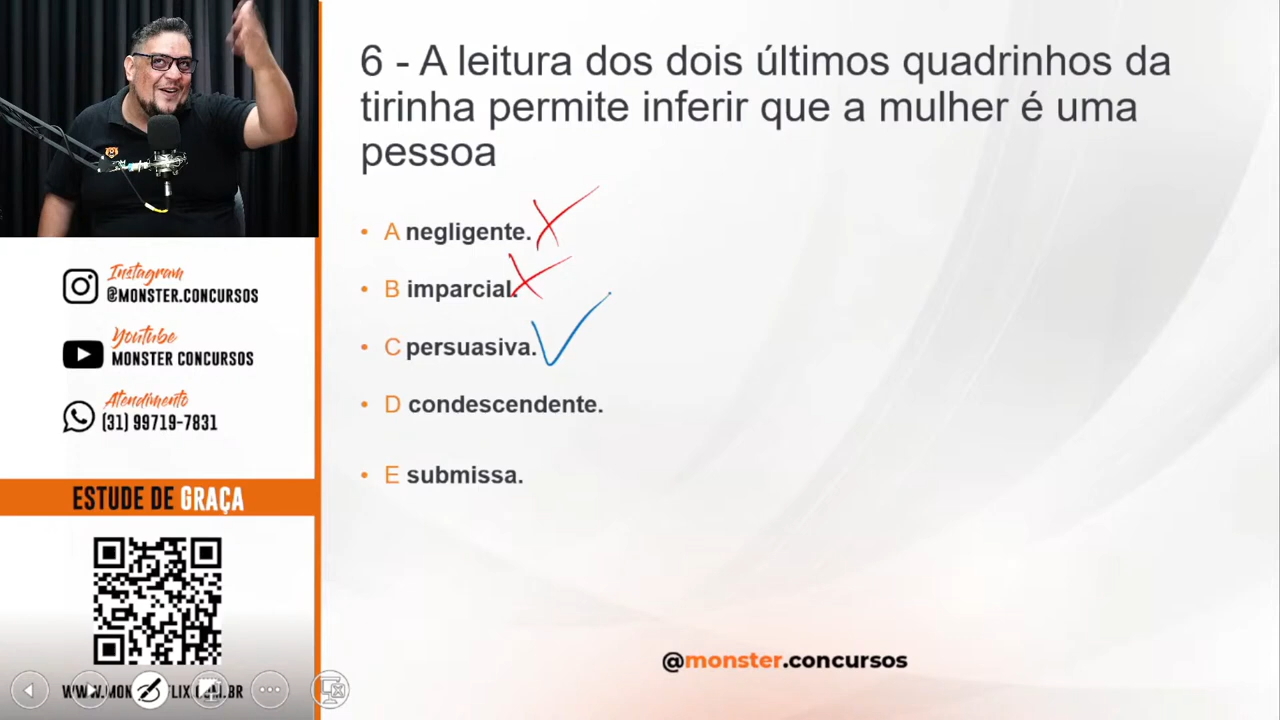 6 - A leitura dos dois últimos quadrinhos da
tirinha permite inferir que a mulher é uma
pessoa
• A negligente.
• B imparcial.
• C persuasiva.
• D condescendente.
• E submissa.
Instagram
@MONSTER.CONCURSOS
Youtube
MONSTER CONCURSOS
Atendimento
(31) 99719-7831
ESTUDE DE GRAÇA
@monster.concursos